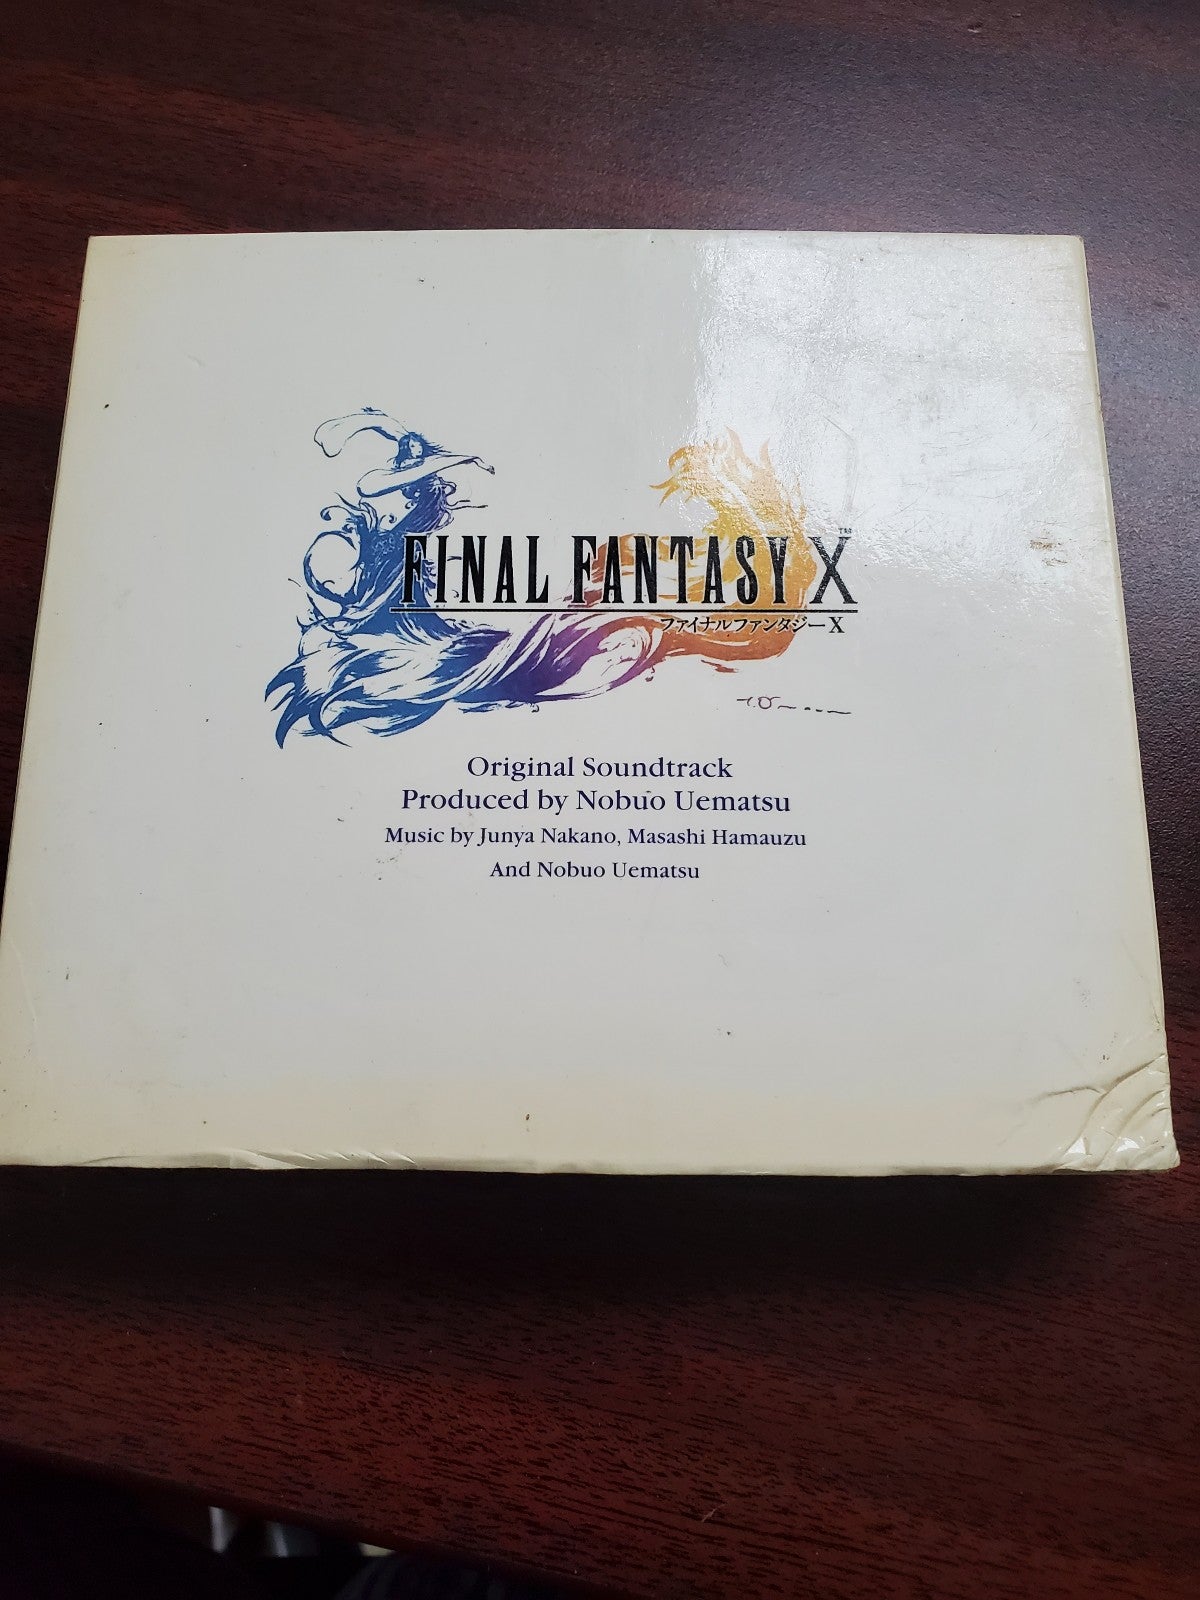 FINAL FANTASY X™
ファイナルファンタジーX
Original Soundtrack
Produced by Nobuo Uematsu
Music by Junya Nakano, Masashi Hamauzu
And Nobuo Uematsu